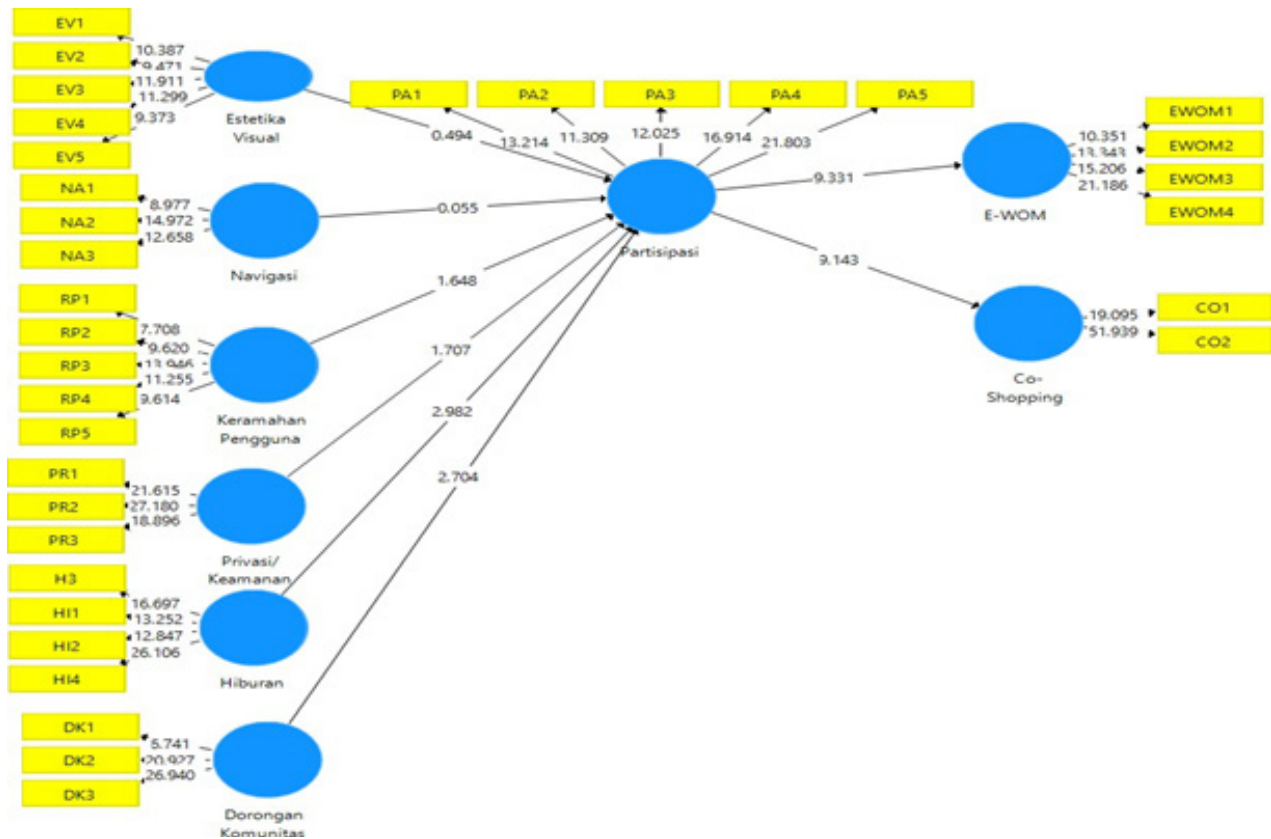 EV1
EV2
EV3
EV4
EV5
10.387
9.471
11.911
11.299
9.373
Estetika
Visual
NA1
NA2
NA3
8.977
14.972
12.658
Navigasi
RP1
RP2
RP3
RP4
RP5
7.708
9.620
13.946
11.255
9.614
Keramahan
Pengguna
PR1
PR2
PR3
21.615
27.180
18.896
Privasi/
Keamanan
H3
HI1
HI2
HI4
16.697
13.252
12.847
26.106
Hiburan
DK1
DK2
DK3
5.741
20.927
26.940
Dorongan
Komunitas
0.494
0.055
1.648
1.707
2.982
2.704
PA1
PA2
PA3
PA4
PA5
13.214
11.309
12.025
16.914
21.803
Partisipasi
9.331
9.143
E-WOM
10.351
13.343
15.206
21.186
EWOM1
EWOM2
EWOM3
EWOM4
Co-
Shopping
19.095
51.939
CO1
CO2